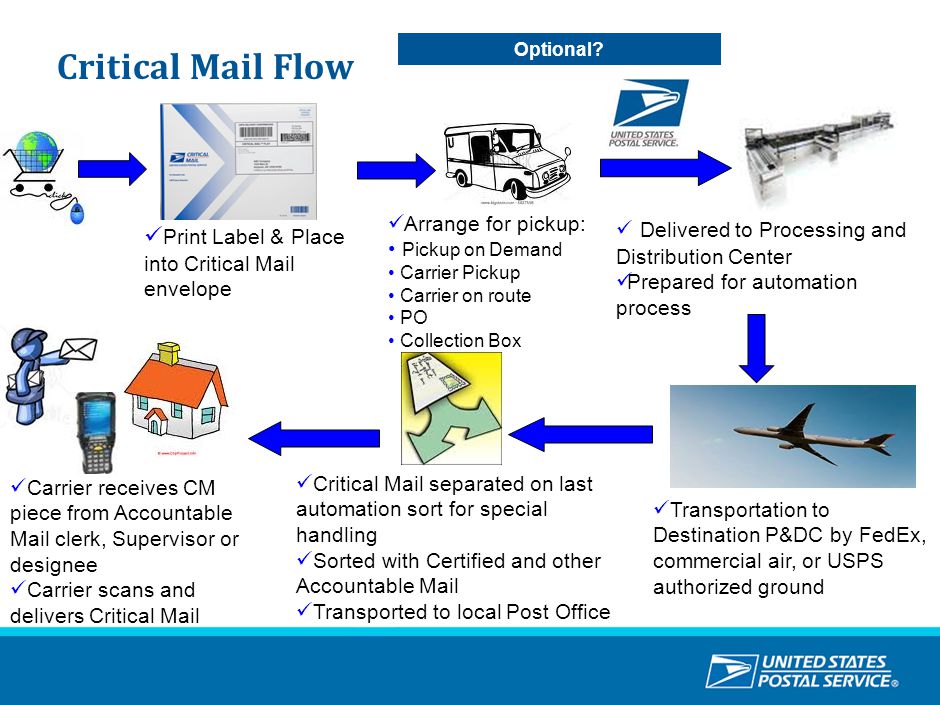 Critical Mail Flow
Optional?
CRITICAL
MAIL
UNITED STATES
POSTAL SERVICE.
click
✓ Print Label & Place
into Critical Mail
envelope
✓ Arrange for pickup:
• Pickup on Demand
• Carrier Pickup
• Carrier on route
• PO
• Collection Box
✓ Delivered to Processing and
Distribution Center
✓ Prepared for automation
process
✓ Transportation to
Destination P&DC by FedEx,
commercial air, or USPS
authorized ground
✓ Critical Mail separated on last
automation sort for special
handling
✓ Sorted with Certified and other
Accountable Mail
✓ Transported to local Post Office
✓ Carrier receives CM
piece from Accountable
Mail clerk, Supervisor or
designee
✓ Carrier scans and
delivers Critical Mail
UNITED STATES
POSTAL SERVICE®